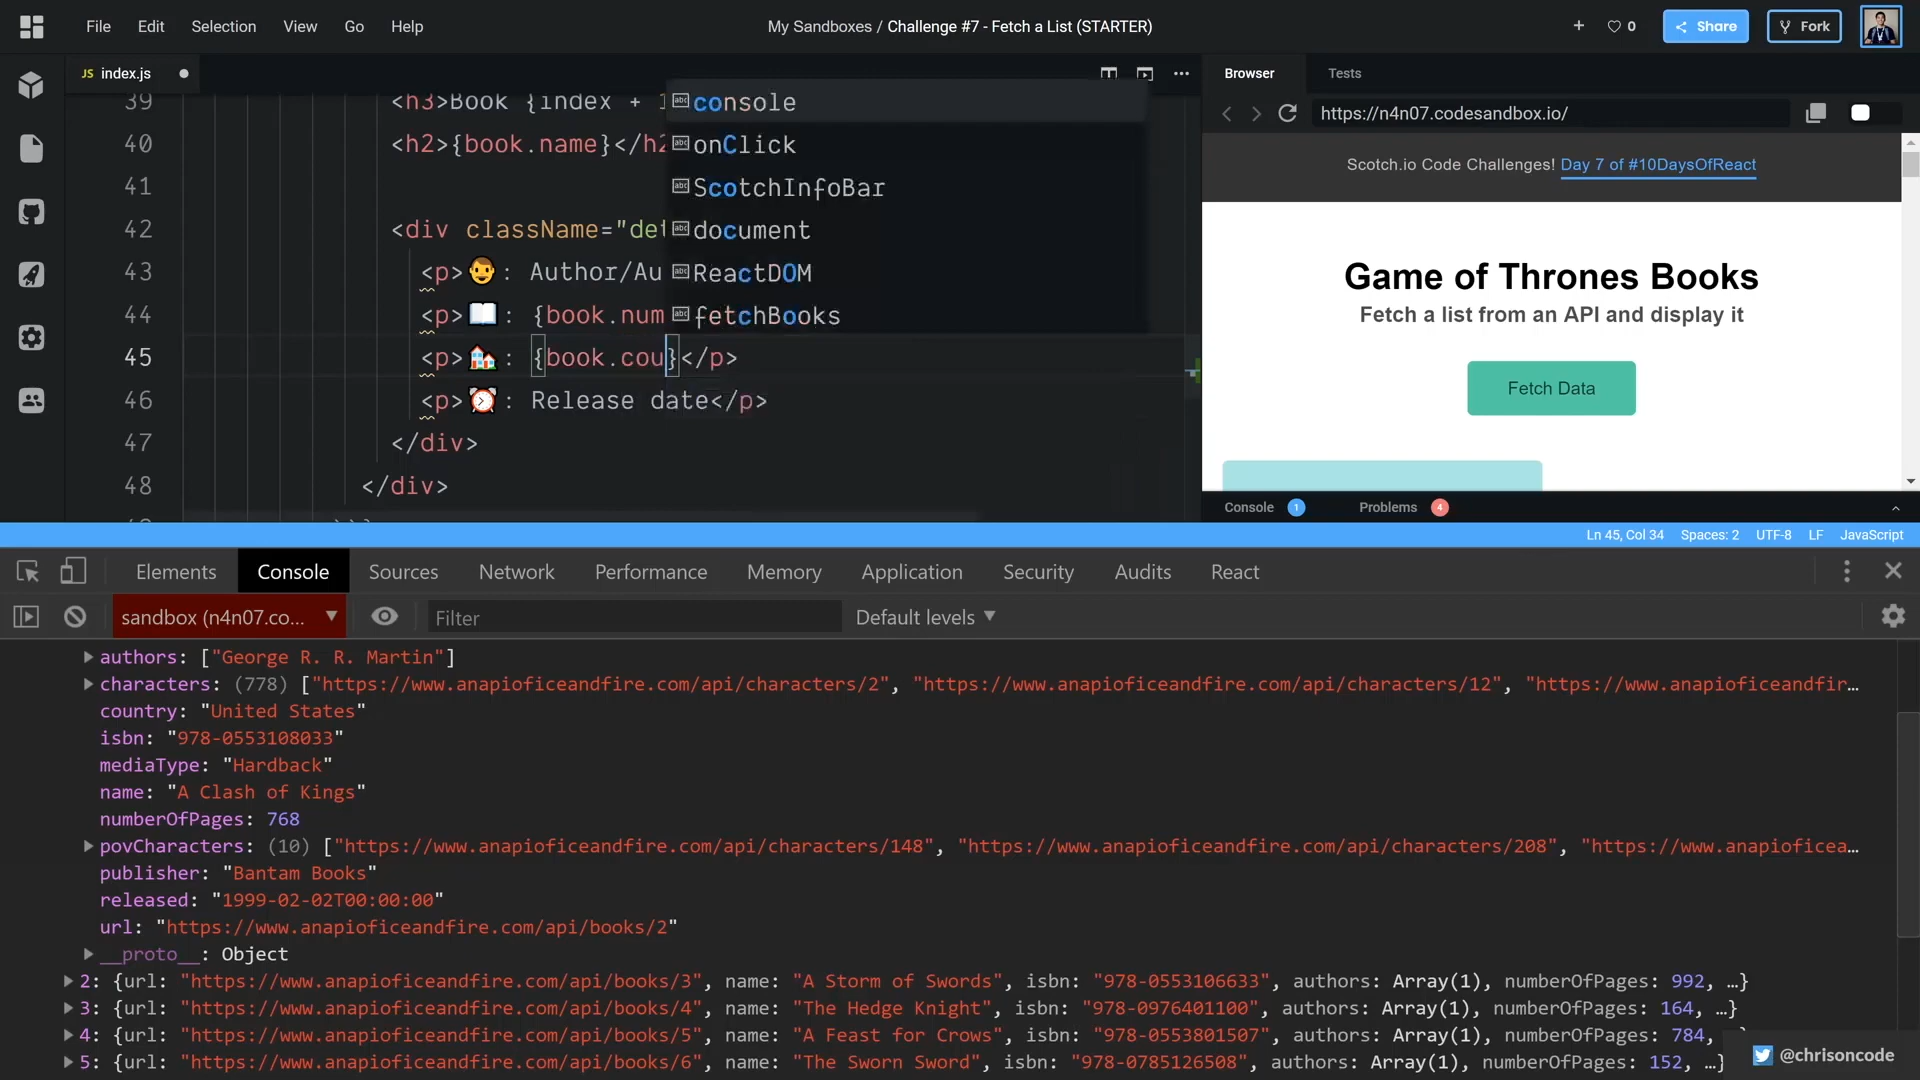 File Edit Selection View Go Help
My Sandboxes / Challenge #7 - Fetch a List (STARTER)
+ 0 Share Fork
JS index.js
39 <h3>Book {index +
40 <h2>{book.name}</h2
41
42 <div className="det
43 <p>: Author/Au
44 <p>: {book.num
45 <p>: {book.cou}</p>
46 <p>: Release date</p>
47 </div>
48 </div>
console
onClick
ScotchInfoBar
document
ReactDOM
fetchBooks
Browser Tests
https://n4n07.codesandbox.io/
Scotch.io Code Challenges! Day 7 of #10DaysOfReact
Game of Thrones Books
Fetch a list from an API and display it
Fetch Data
Console 1 Problems 4
Ln 45, Col 34 Spaces: 2 UTF-8 LF JavaScript
Elements Console Sources Network Performance Memory Application Security Audits React
sandbox (n4n07.co... Filter Default levels
authors: ["George R. R. Martin"]
characters: (778) ["https://www.anapioficeandfire.com/api/characters/2", "https://www.anapioficeandfire.com/api/characters/12", "https://www.anapioficeandfir…
country: "United States"
isbn: "978-0553108033"
mediaType: "Hardback"
name: "A Clash of Kings"
numberOfPages: 768
povCharacters: (10) ["https://www.anapioficeandfire.com/api/characters/148", "https://www.anapioficeandfire.com/api/characters/208", "https://www.anapioficea…
publisher: "Bantam Books"
released: "1999-02-02T00:00:00"
url: "https://www.anapioficeandfire.com/api/books/2"
__proto__: Object
2: {url: "https://www.anapioficeandfire.com/api/books/3", name: "A Storm of Swords", isbn: "978-0553106633", authors: Array(1), numberOfPages: 992, …}
3: {url: "https://www.anapioficeandfire.com/api/books/4", name: "The Hedge Knight", isbn: "978-0976401100", authors: Array(1), numberOfPages: 164, …}
4: {url: "https://www.anapioficeandfire.com/api/books/5", name: "A Feast for Crows", isbn: "978-0553801507", authors: Array(1), numberOfPages: 784,
5: {url: "https://www.anapioficeandfire.com/api/books/6", name: "The Sworn Sword", isbn: "978-0785126508", authors: Array(1), numberOfPages: 152, …}
@chrisoncode